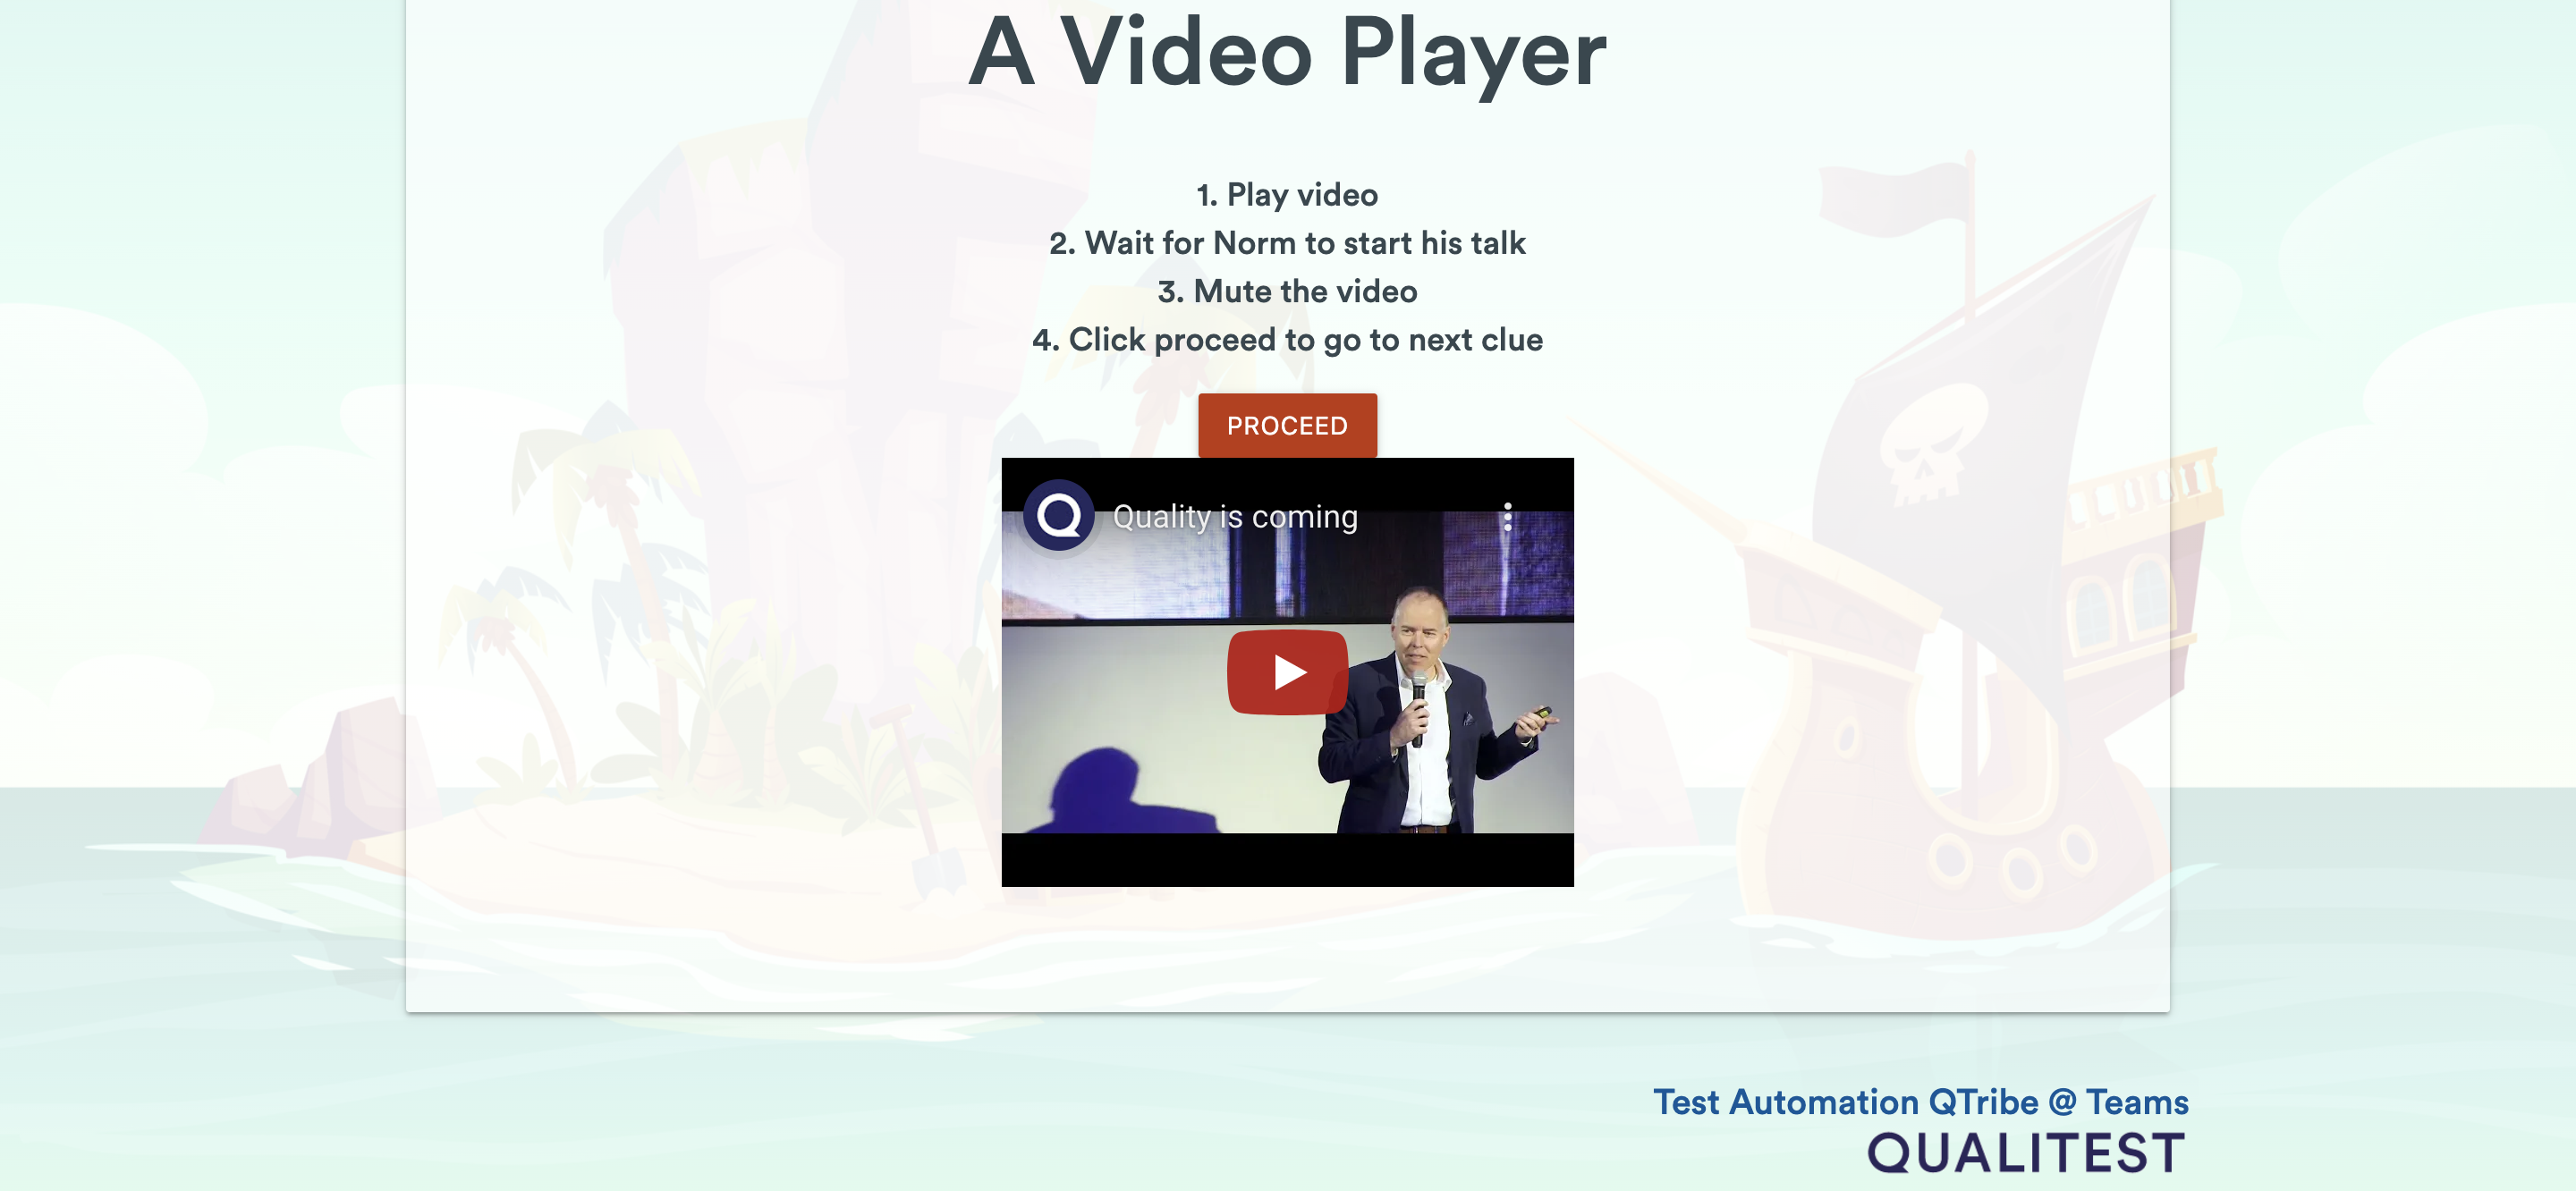 A Video Player
1. Play video
2. Wait for Norm to start his talk
3. Mute the video
4. Click proceed to go to next clue
PROCEED
Q Quality is coming
Test Automation QTribe @ Teams
QUALITEST